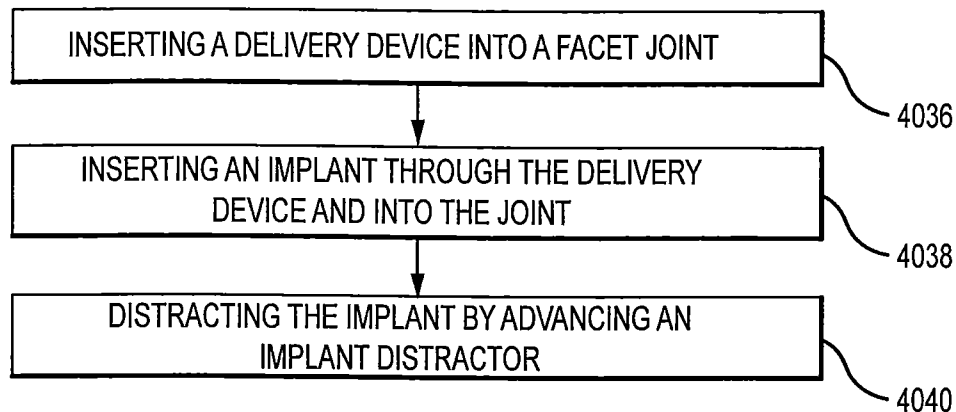 INSERTING A DELIVERY DEVICE INTO A FACET JOINT
4036
INSERTING AN IMPLANT THROUGH THE DELIVERY
DEVICE AND INTO THE JOINT
4038
DISTRACTING THE IMPLANT BY ADVANCING AN
IMPLANT DISTRACTOR
4040